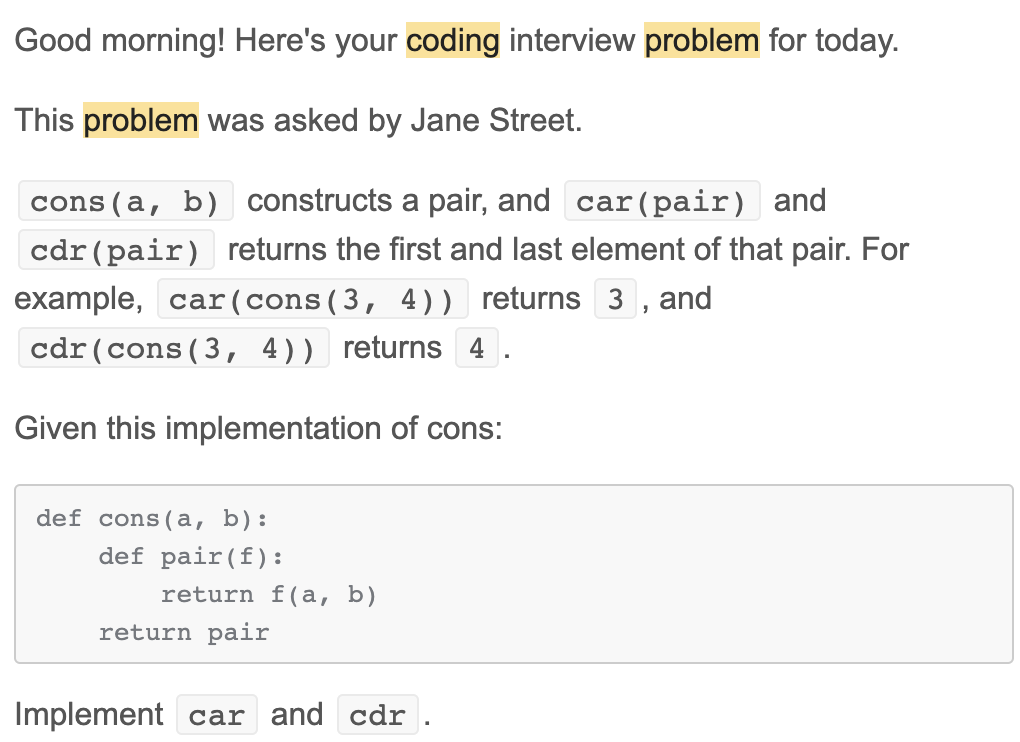 Good morning! Here's your coding interview problem for today.
This problem was asked by Jane Street.
cons(a, b) constructs a pair, and car(pair) and
cdr(pair) returns the first and last element of that pair. For
example, car(cons(3, 4)) returns 3, and
cdr(cons(3, 4)) returns 4.
Given this implementation of cons:
def cons(a, b):
    def pair(f):
        return f(a, b)
    return pair
Implement car and cdr.